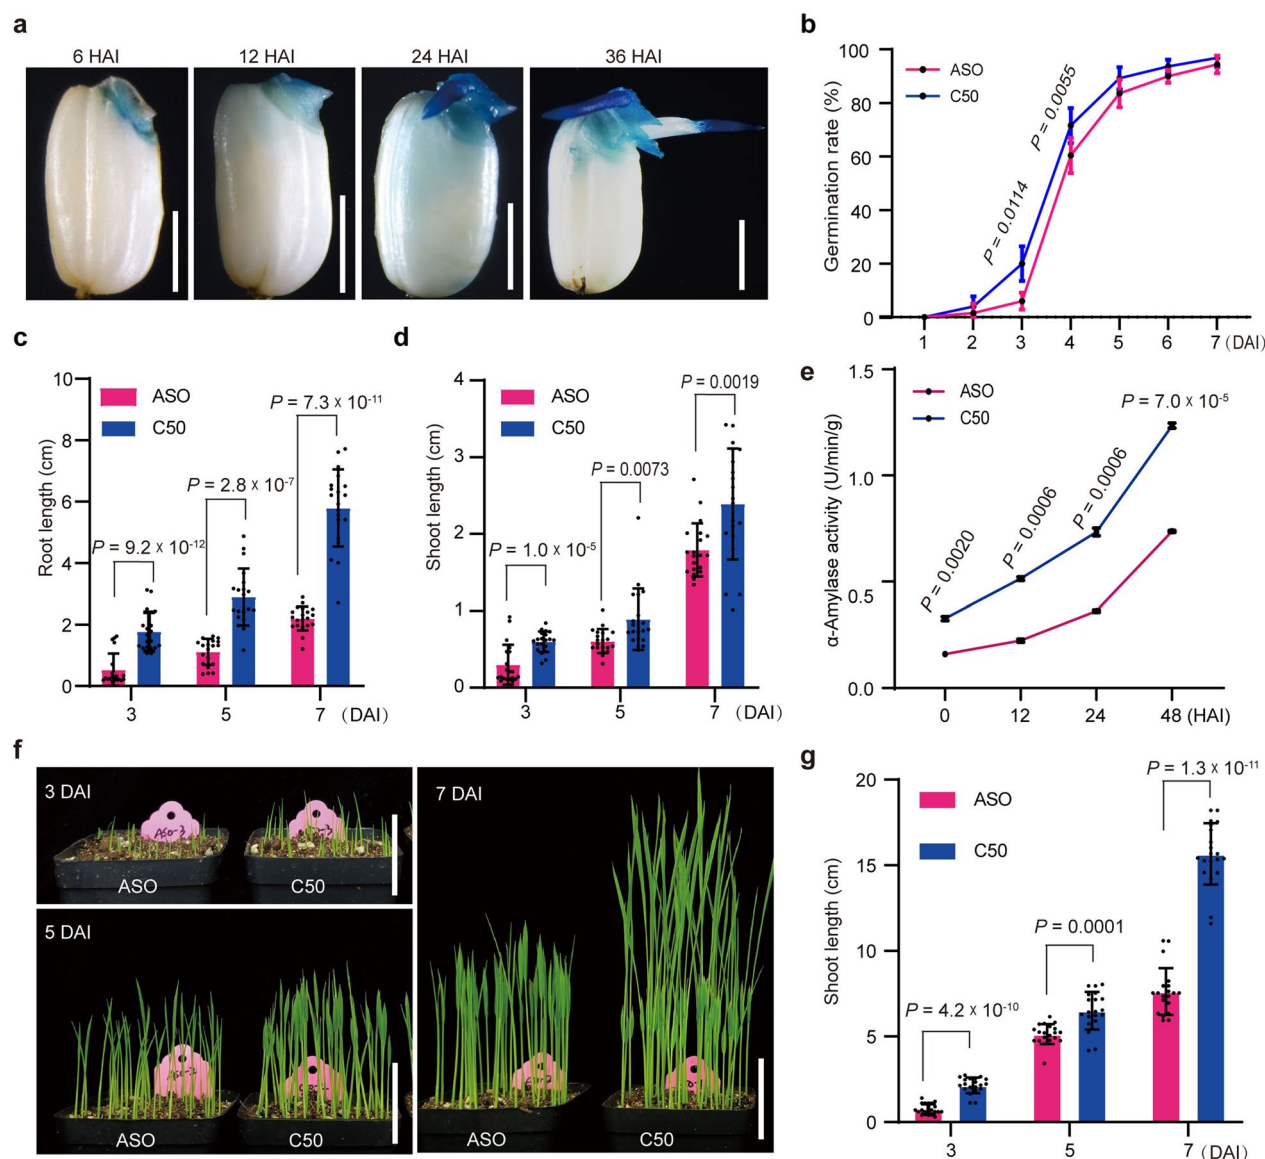 a
6 HAI 12 HAI 24 HAI 36 HAI
b
100
80
60
40
20
0
Germination rate (%)
ASO
C50
P = 0.0114
P = 0.0055
1 2 3 4 5 6 7 (DAI)
c
10
8
6
4
2
0
Root length (cm)
ASO
C50
P = 9.2 x 10-12
P = 2.8 x 10-7
P = 7.3 x 10-11
3 5 7 (DAI)
d
4
3
2
1
0
Shoot length (cm)
ASO
C50
P = 1.0 x 10-5
P = 0.0073
P = 0.0019
3 5 7 (DAI)
e
1.5
1.0
0.5
0.0
α-Amylase activity (U/min/g)
ASO
C50
P = 0.0020
P = 0.0006
P = 0.0006
P = 7.0 x 10-5
0 12 24 48 (HAI)
f
3 DAI
ASO-3
ASO C50
5 DAI
ASO C50
7 DAI
ASO C50
g
20
15
10
5
0
Shoot length (cm)
ASO
C50
P = 4.2 x 10-10
P = 0.0001
P = 1.3 x 10-11
3 5 7 (DAI)